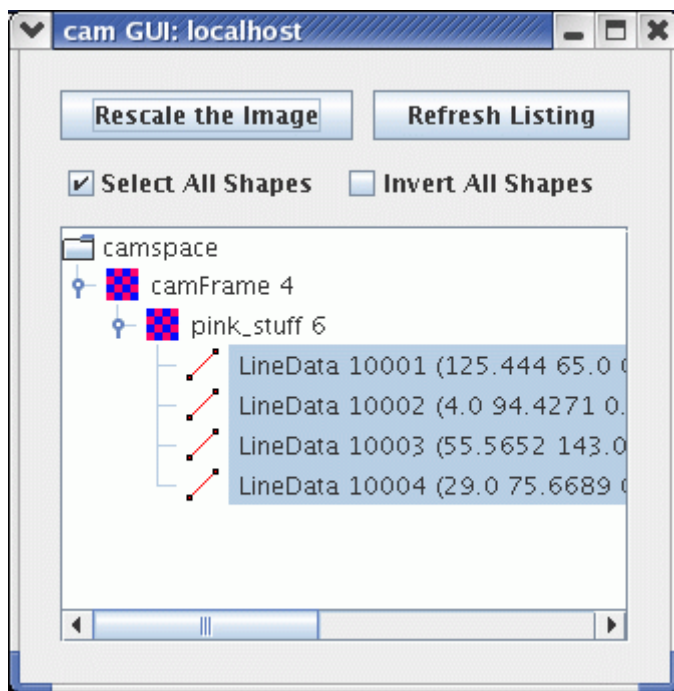 cam GUI: localhost
Rescale the Image Refresh Listing
Select All Shapes Invert All Shapes
camspace
camFrame 4
pink_stuff 6
LineData 10001 (125.444 65.0
LineData 10002 (4.0 94.4271 0.
LineData 10003 (55.5652 143.0
LineData 10004 (29.0 75.6689